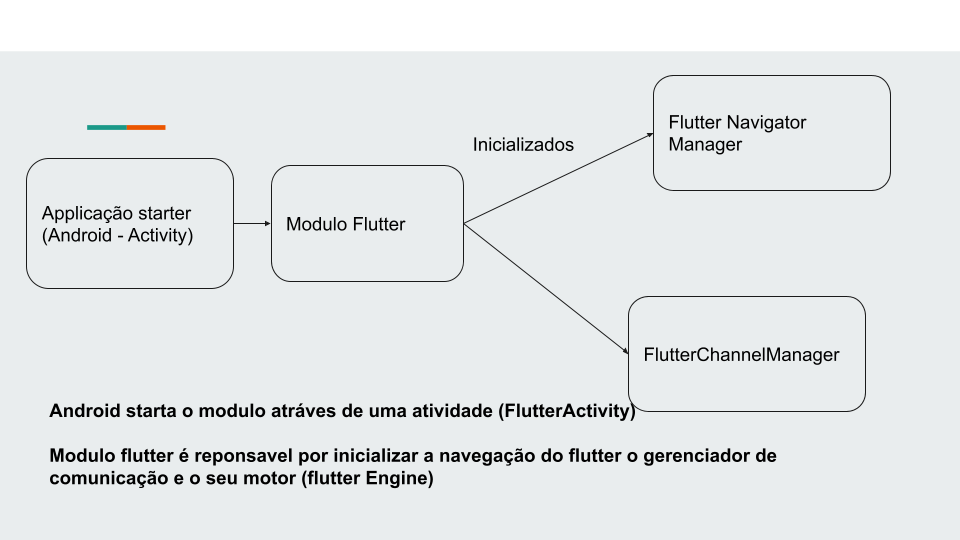 Inicializados
Flutter Navigator
Manager
Applicação starter
(Android - Activity)
Modulo Flutter
FlutterChannelManager
Android starta o modulo atráves de uma atividade (FlutterActivity)
Modulo flutter é reponsavel por inicializar a navegação do flutter o gerenciador de
comunicação e o seu motor (flutter Engine)